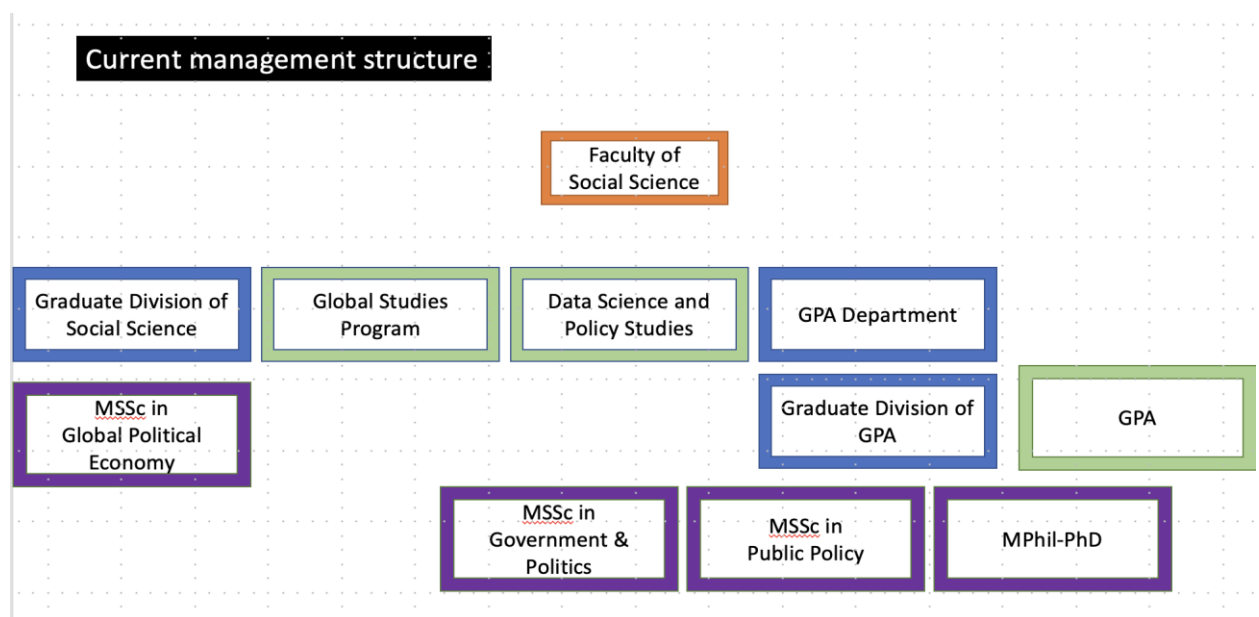 Current management structure
Faculty of
Social Science
Graduate Division of
Social Science
Global Studies
Program
Data Science and
Policy Studies
GPA Department
MSSc in
Global Political
Economy
Graduate Division of
GPA
GPA
MSSc in
Government &
Politics
MSSc in
Public Policy
MPhil-PhD